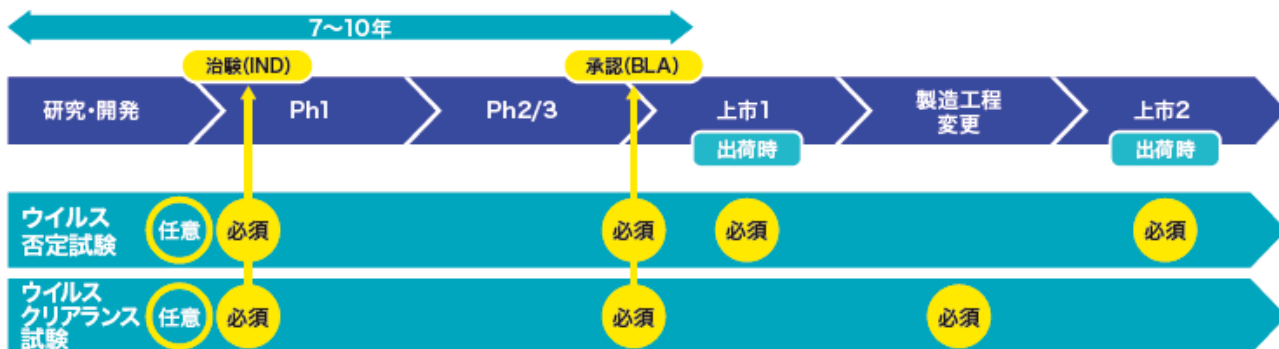 7〜10年
治験(IND)
承認(BLA)
研究・開発
Ph1
Ph2/3
上市1
出荷時
製造工程
変更
上市2
出荷時
ウイルス
否定試験
任意
必須
必須
必須
必須
ウイルス
クリアランス
試験
任意
必須
必須
必須